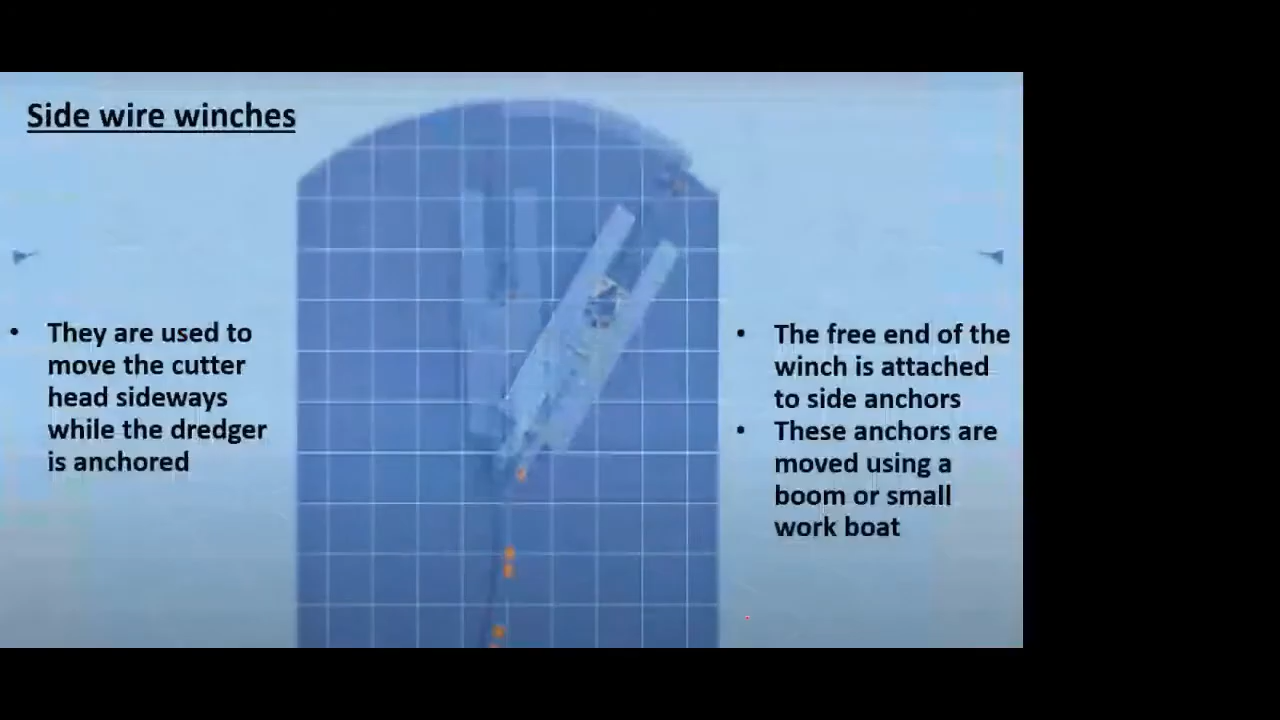 Side wire winches
• They are used to
move the cutter
head sideways
while the dredger
is anchored
• The free end of the
winch is attached
to side anchors
• These anchors are
moved using a
boom or small
work boat